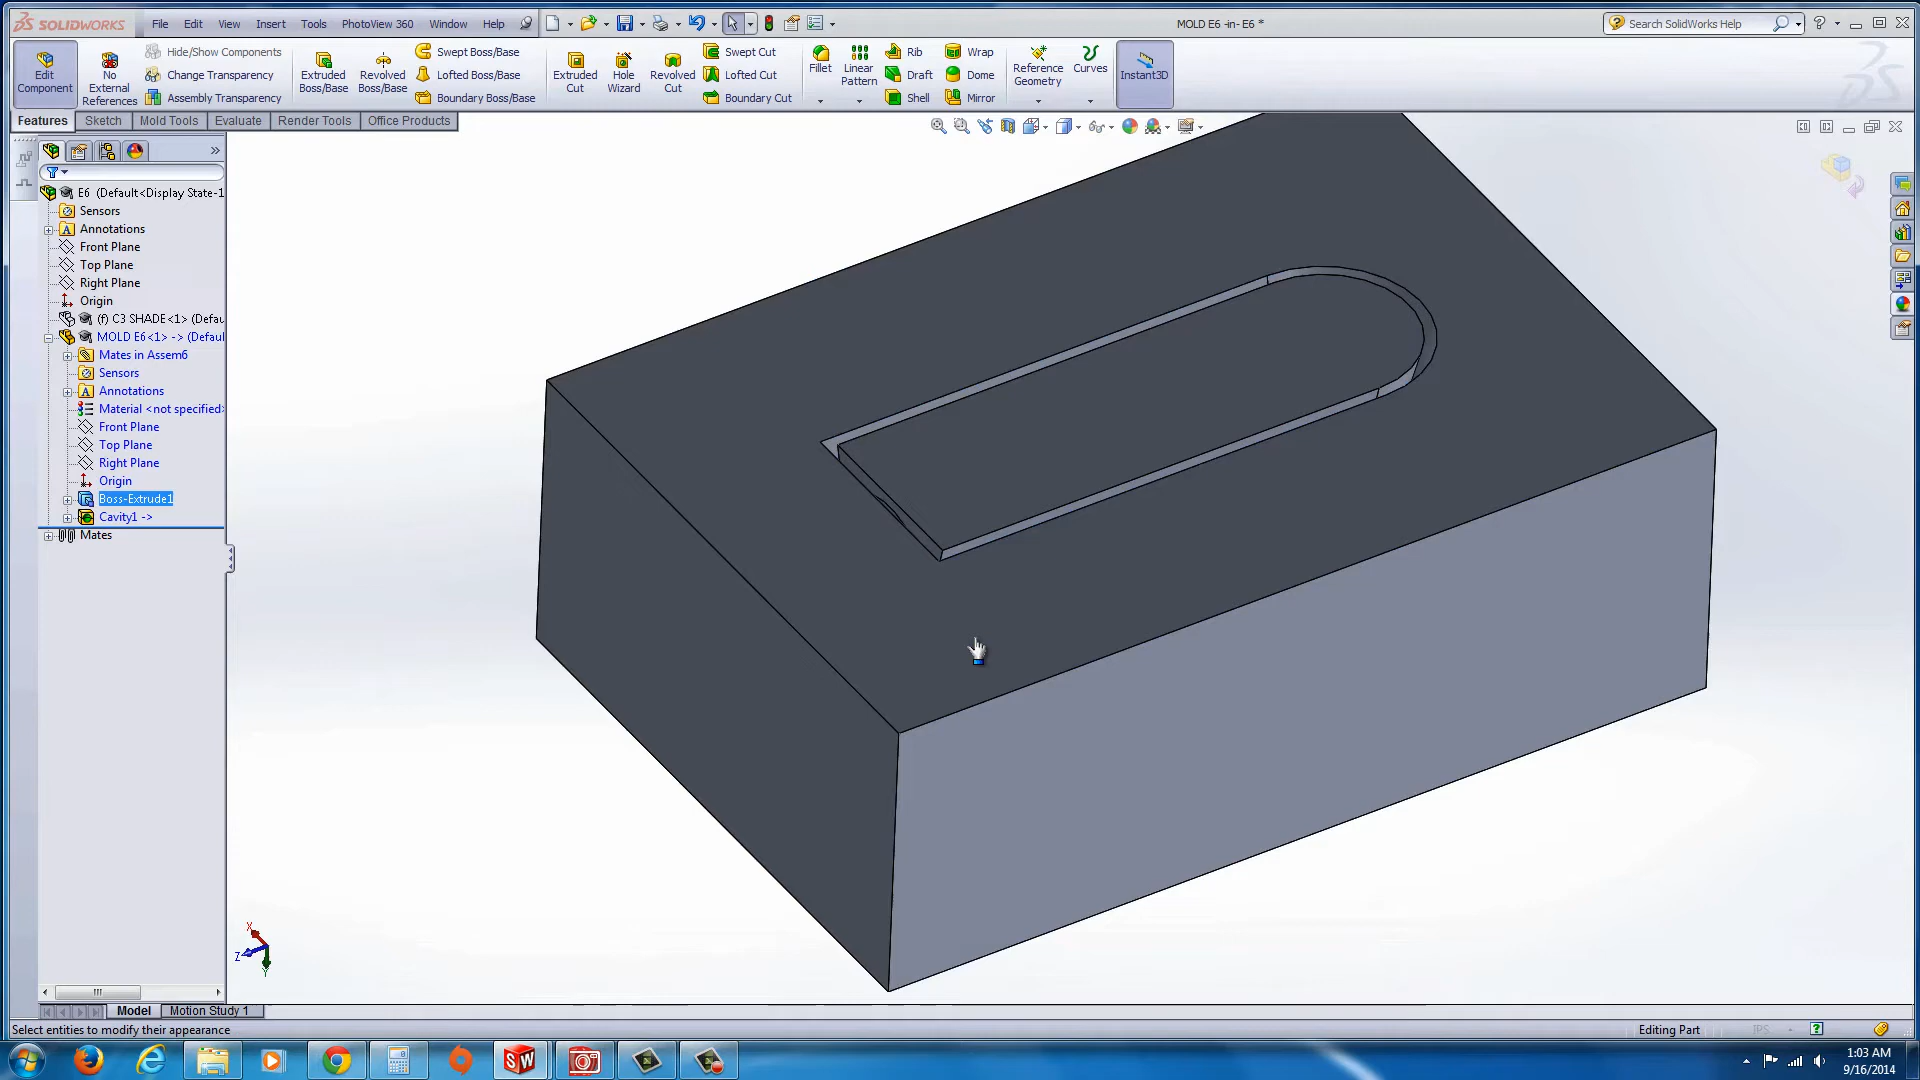 SOLIDWORKS File Edit View Insert Tools PhotoView 360 Window Help MOLD E6 -in- E6 * Search SolidWorks Help
Edit Component
No External References
Hide/Show Components
Change Transparency
Assembly Transparency
Extruded Boss/Base
Revolved Boss/Base
Swept Boss/Base
Lofted Boss/Base
Boundary Boss/Base
Extruded Cut
Hole Wizard
Revolved Cut
Swept Cut
Lofted Cut
Boundary Cut
Fillet
Linear Pattern
Rib
Draft
Shell
Wrap
Dome
Mirror
Reference Geometry
Curves
Instant3D
Features Sketch Mold Tools Evaluate Render Tools Office Products
E6 (Default<Display State-1
Sensors
Annotations
Front Plane
Top Plane
Right Plane
Origin
(f) C3 SHADE<1> (Defau
MOLD E6<1> -> (Defaul
Mates in Assem6
Sensors
Annotations
Material <not specified>
Front Plane
Top Plane
Right Plane
Origin
Boss-Extrude1
Cavity1 ->
Mates
X
Z
Y
Model Motion Study 1
Select entities to modify their appearance Editing Part IPS
1:03 AM
9/16/2014